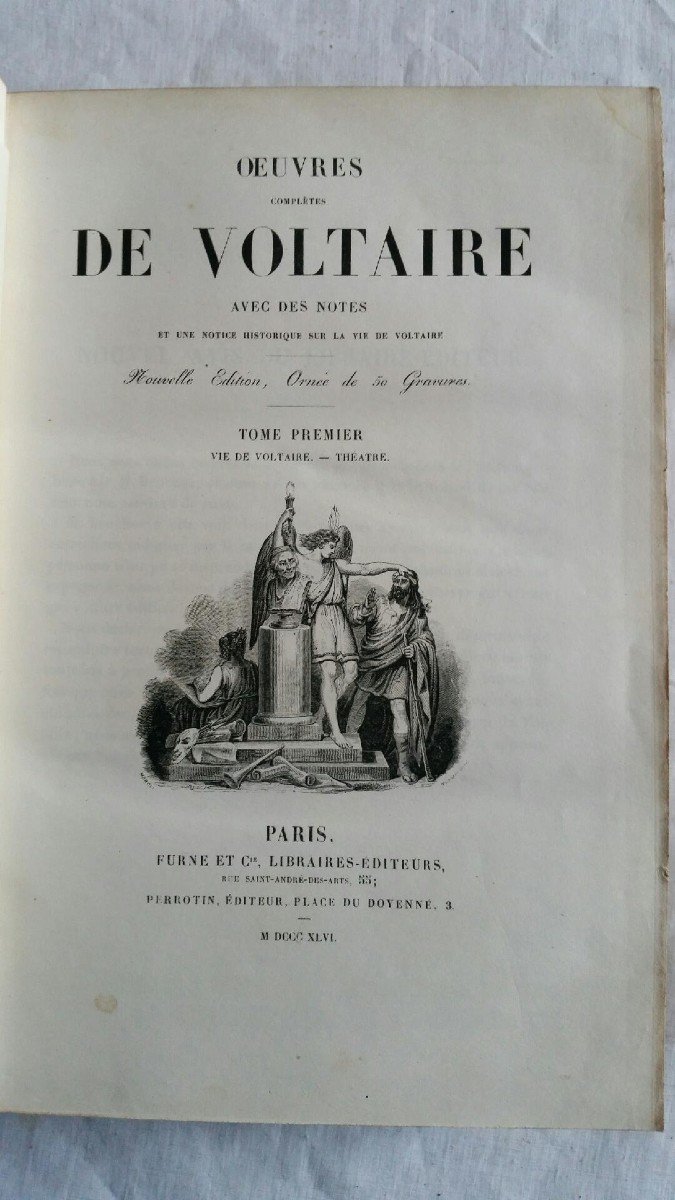 OEUVRES
COMPLÈTES
DE VOLTAIRE
AVEC DES NOTES
ET UNE NOTICE HISTORIQUE SUR LA VIE DE VOLTAIRE
Nouvelle Edition, Ornée de 50 Gravures.
TOME PREMIER
VIE DE VOLTAIRE. — THÉATRE.
PARIS,
FURNE ET Cie, LIBRAIRES-ÉDITEURS,
RUE SAINT-ANDRÉ-DES-ARTS, 55;
PERROTIN, ÉDITEUR, PLACE DU DOYENNÉ, 3.
M DCCC XLVI.